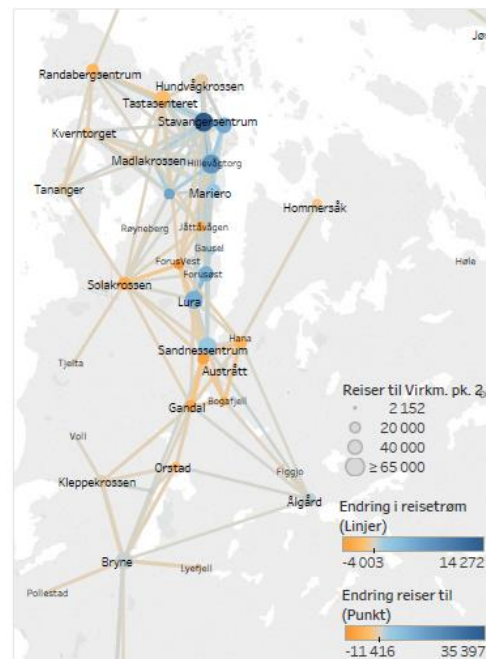 Jø
Randabergsentrum
Hundvågkrossen
Tastasenteret
Stavangersentrum
Kverntorget
Madlakrossen
Hillevågtorg
Tananger
Mariero
Hommersåk
Røyneberg
Jåttåvågen
Gausel
ForusVest
Høle
Forusøst
Solakrossen
Lura
Hana
Sandnessentrum
Tjelta
Austrått
Reiser til Virkm. pk. 2
2 152
Gandal
Bogafjell
20 000
Voll
40 000
Orstad
≥ 65 000
Kleppekrossen
Figgjo
Ålgård
Endring i reisetrøm
(Linjer)
-4 003 14 272
Bryne
Lyefjell
Pollestad
Endring reiser til
(Punkt)
-11 416 35 397